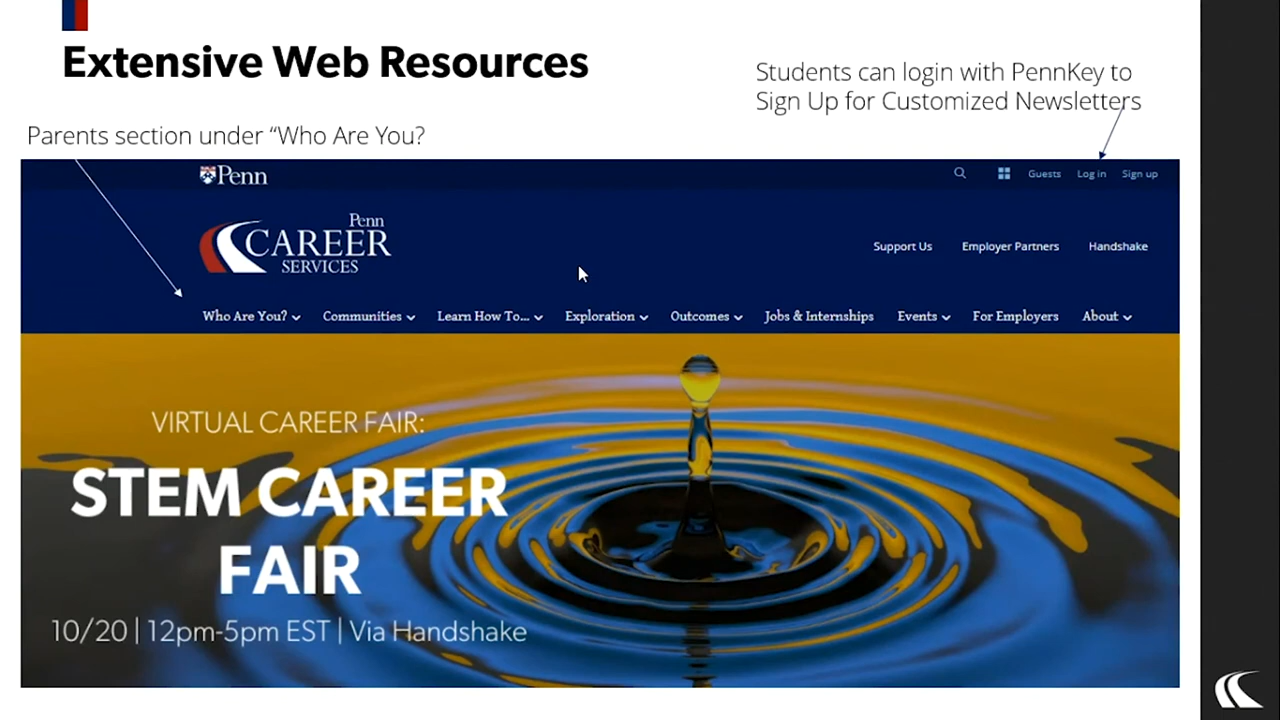 Extensive Web Resources
Students can login with PennKey to
Sign Up for Customized Newsletters
Parents section under “Who Are You?
Penn
Guests Log in Sign up
Penn
CAREER
SERVICES
Support Us Employer Partners Handshake
Who Are You? Communities Learn How To... Exploration Outcomes Jobs & Internships Events For Employers About
VIRTUAL CAREER FAIR:
STEM CAREER
FAIR
10/20 | 12pm-5pm EST | Via Handshake